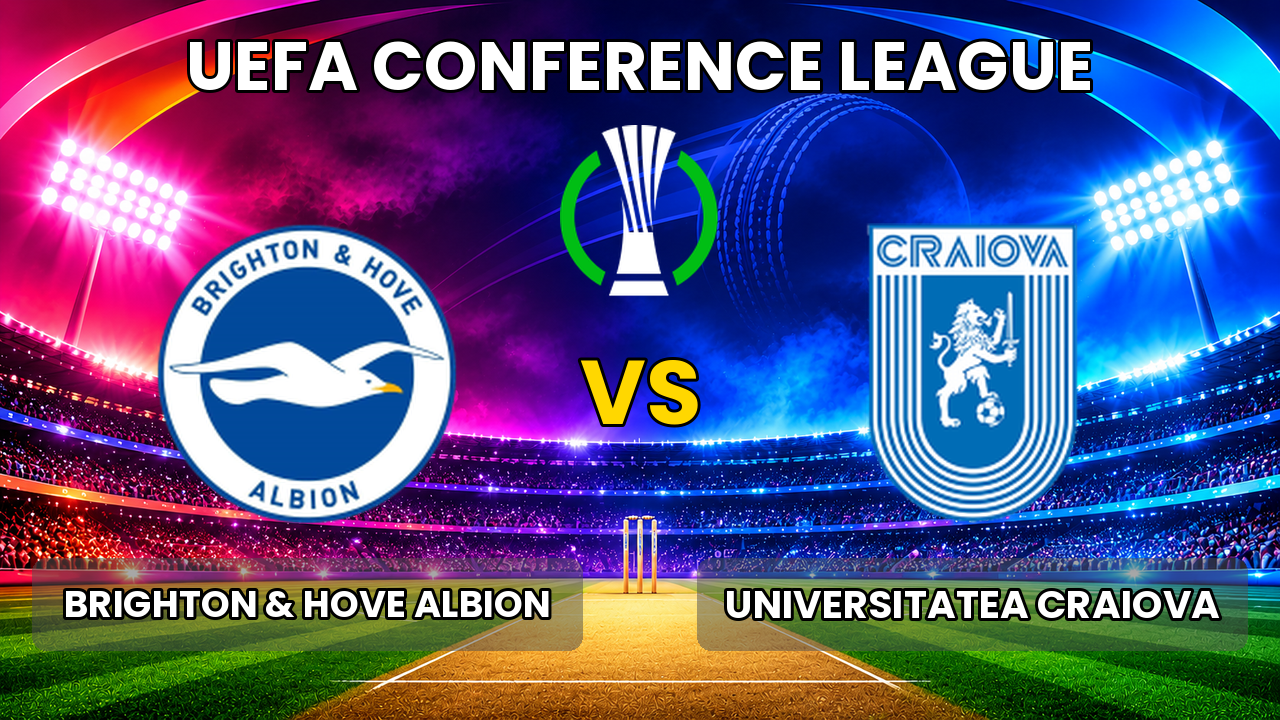 UEFA CONFERENCE LEAGUE
BRIGHTON & HOVE
ALBION
VS
CRAIOVA
BRIGHTON & HOVE ALBION
UNIVERSITATEA CRAIOVA